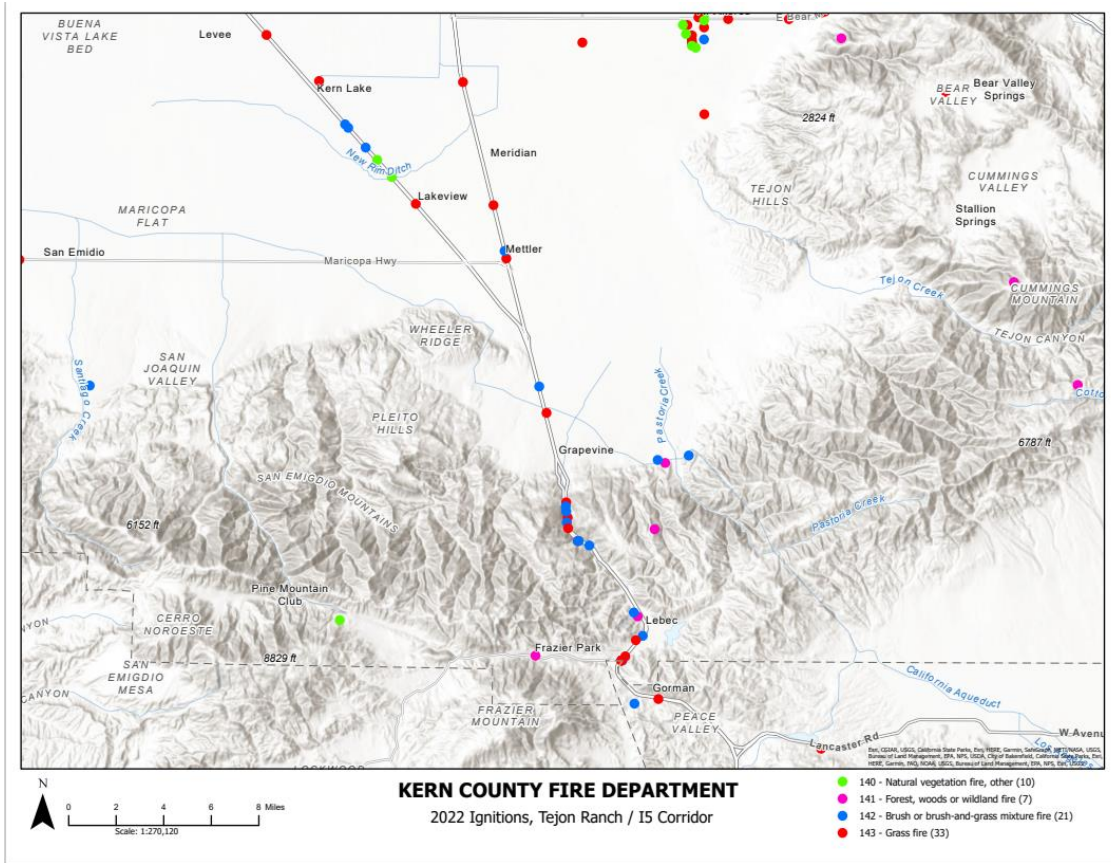 BUENA
VISTA LAKE
BED
Levee
E Bear
Kern Lake
BEAR
VALLEY
Bear Valley
Springs
2824 ft
New Rim Ditch
Meridian
CUMMINGS
VALLEY
TEJON
HILLS
Lakeview
MARICOPA
FLAT
Stallion
Springs
San Emidio
Mettler
Maricopa Hwy
Tejon Creek
CUMMINGS
MOUNTAIN
WHEELER
RIDGE
TEJON CANYON
SAN
JOAQUIN
VALLEY
Santiago Creek
Pastoria Creek
PLEITO
HILLS
Grapevine
6787 ft
SAN EMIGDIO MOUNTAINS
6152 ft
Pastoria Creek
Pine Mountain
Club
CERRO
NOROESTE
Lebec
8829 ft
Frazier Park
SAN
EMIGDIO
MESA
Gorman
California Aqueduct
CANYON
FRAZIER
MOUNTAIN
PEACE
VALLEY
Lancaster Rd
W Avenu
N
0 2 4 6 8 Miles
Scale: 1:270,120
KERN COUNTY FIRE DEPARTMENT
2022 Ignitions, Tejon Ranch / I5 Corridor
140 - Natural vegetation fire, other (10)
141 - Forest, woods or wildland fire (7)
142 - Brush or brush-and-grass mixture fire (21)
143 - Grass fire (33)